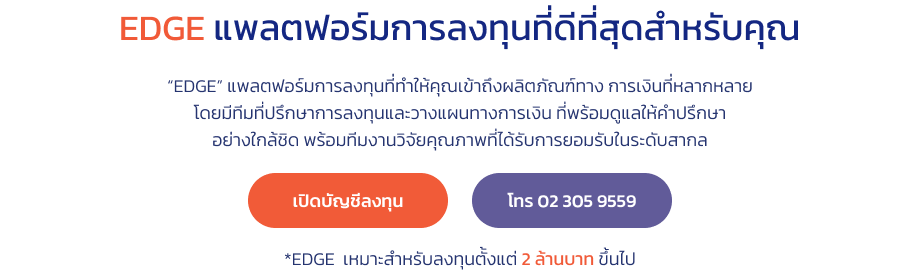 EDGE แพลตฟอร์มการลงทุนที่ดีที่สุดสำหรับคุณ
“EDGE” แพลตฟอร์มการลงทุนที่ทำให้คุณเข้าถึงผลิตภัณฑ์ทาง การเงินที่หลากหลาย
โดยมีทีมที่ปรึกษาการลงทุนและวางแผนทางการเงิน ที่พร้อมดูแลให้คำปรึกษา
อย่างใกล้ชิด พร้อมทีมงานวิจัยคุณภาพที่ได้รับการยอมรับในระดับสากล
เปิดบัญชีลงทุน
โทร 02 305 9559
*EDGE เหมาะสำหรับลงทุนตั้งแต่ 2 ล้านบาท ขึ้นไป